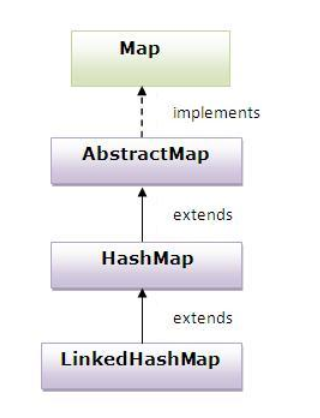 Map
implements
AbstractMap
extends
HashMap
extends
LinkedHashMap